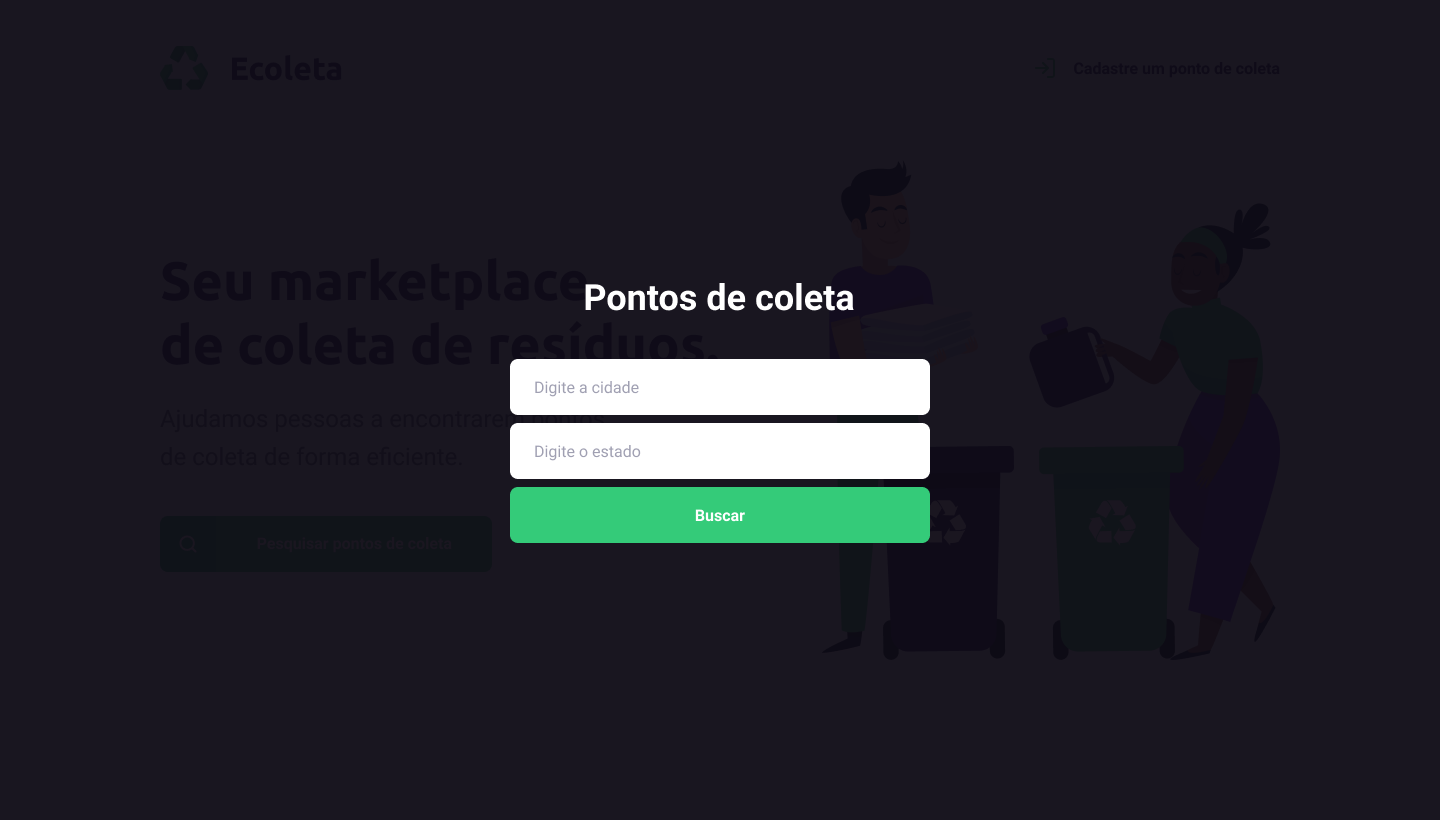 Ecoleta
Cadastre um ponto de coleta
Seu marketplace
de coleta de resíduos.
Ajudamos pessoas a encontrarem pontos
de coleta de forma eficiente.
Pesquisar pontos de coleta
Pontos de coleta
Digite a cidade
Digite o estado
Buscar